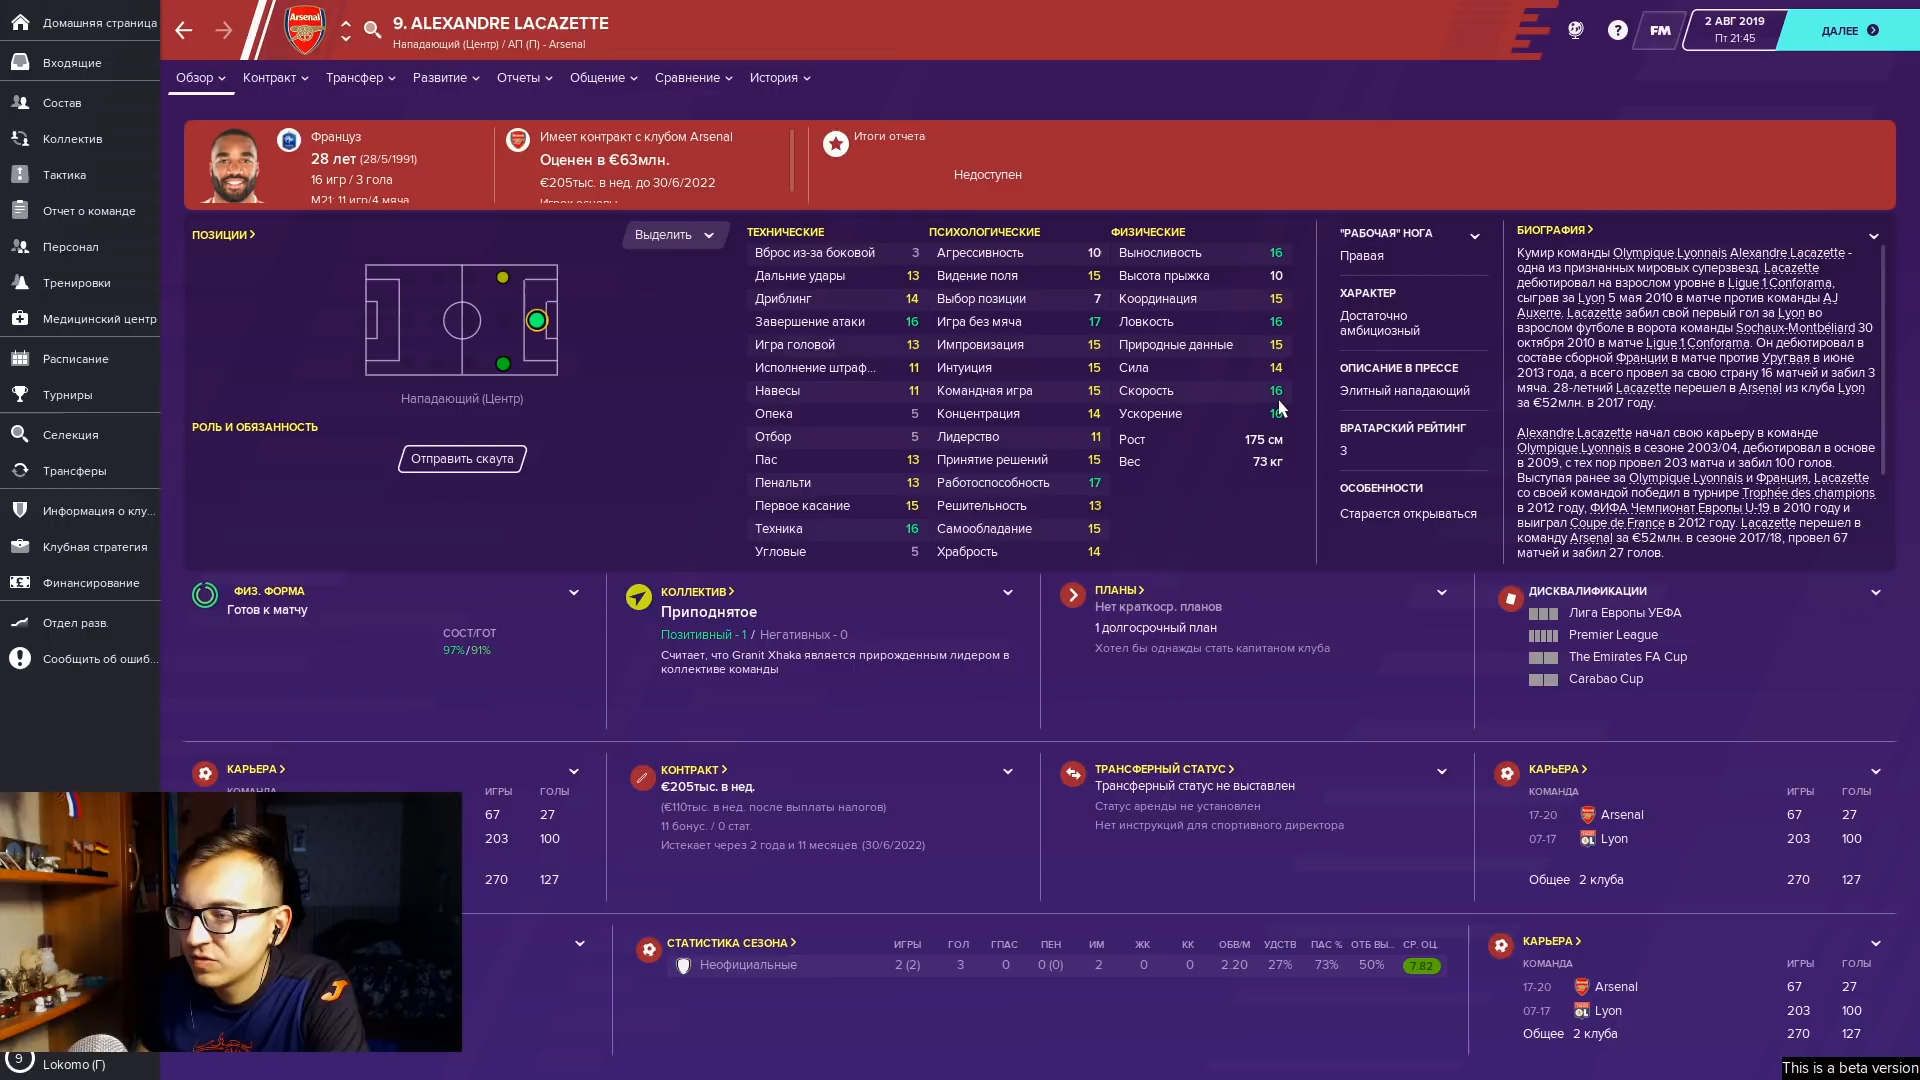 Домашняя страница
Входящие
Состав
Коллектив
Тактика
Отчет о команде
Персонал
Тренировки
Медицинский центр
Расписание
Турниры
Селекция
Трансферы
Информация о клу...
Клубная стратегия
Финансирование
Отдел разв.
Сообщить об ошиб...
9
Lokomo (Г)
Arsenal
9. ALEXANDRE LACAZETTE
Нападающий (Центр) / АП (П) - Arsenal
?
FM
2 АВГ 2019
Пт 21:45
ДАЛЕЕ
Обзор Контракт Трансфер Развитие Отчеты Общение Сравнение История
Француз
28 лет (28/5/1991)
16 игр / 3 гола
М21: 11 игр/4 мяча
Имеет контракт с клубом Arsenal
Оценен в €63млн.
€205тыс. в нед. до 30/6/2022
Игрок основы
Итоги отчета
Недоступен
ПОЗИЦИИ
Выделить
Нападающий (Центр)
РОЛЬ И ОБЯЗАННОСТЬ
Отправить скаута
ТЕХНИЧЕСКИЕ
Вброс из-за боковой 3
Дальние удары 13
Дриблинг 14
Завершение атаки 16
Игра головой 13
Исполнение штраф... 11
Навесы 11
Опека 5
Отбор 5
Пас 13
Пенальти 13
Первое касание 15
Техника 16
Угловые 5
ПСИХОЛОГИЧЕСКИЕ
Агрессивность 10
Видение поля 15
Выбор позиции 7
Игра без мяча 17
Импровизация 15
Интуиция 15
Командная игра 15
Концентрация 14
Лидерство 11
Принятие решений 15
Работоспособность 17
Решительность 13
Самообладание 15
Храбрость 14
ФИЗИЧЕСКИЕ
Выносливость 16
Высота прыжка 10
Координация 15
Ловкость 16
Природные данные 15
Сила 14
Скорость 16
Ускорение
Рост 175 см
Вес 73 кг
"РАБОЧАЯ" НОГА
Правая
ХАРАКТЕР
Достаточно
амбициозный
ОПИСАНИЕ В ПРЕССЕ
Элитный нападающий
ВРАТАРСКИЙ РЕЙТИНГ
3
ОСОБЕННОСТИ
Старается открываться
БИОГРАФИЯ
Кумир команды Olympique Lyonnais Alexandre Lacazette -
одна из признанных мировых суперзвезд. Lacazette
дебютировал на взрослом уровне в Ligue 1 Conforama,
сыграв за Lyon 5 мая 2010 в матче против команды AJ
Auxerre. Lacazette забил свой первый гол за Lyon во
взрослом футболе в ворота команды Sochaux-Montbéliard 30
октября 2010 в матче Ligue 1 Conforama. Он дебютировал в
составе сборной Франции в матче против Уругвая в июне
2013 года, а всего провел за свою страну 16 матчей и забил 3
мяча. 28-летний Lacazette перешел в Arsenal из клуба Lyon
за €52млн. в 2017 году.
Alexandre Lacazette начал свою карьеру в команде
Olympique Lyonnais в сезоне 2003/04, дебютировал в основе
в 2009, с тех пор провел 203 матча и забил 100 голов.
Выступая ранее за Olympique Lyonnais и Франция, Lacazette
со своей командой победил в турнире Trophée des champions
в 2012 году, ФИФА Чемпионат Европы U-19 в 2010 году и
выиграл Coupe de France в 2012 году. Lacazette перешел в
команду Arsenal за €52млн. в сезоне 2017/18, провел 67
матчей и забил 27 голов.
ФИЗ. ФОРМА
Готов к матчу
СОСТ/ГОТ
97%/91%
КОЛЛЕКТИВ
Приподнятое
Позитивный - 1 / Негативных - 0
Считает, что Granit Xhaka является прирожденным лидером в
коллективе команды
ПЛАНЫ
Нет краткоср. планов
1 долгосрочный план
Хотел бы однажды стать капитаном клуба
ДИСКВАЛИФИКАЦИИ
Лига Европы УЕФА
Premier League
The Emirates FA Cup
Carabao Cup
КАРЬЕРА
КОМАНДА ИГРЫ ГОЛЫ
67 27
203 100
270 127
КОНТРАКТ
€205тыс. в нед.
(€110тыс. в нед. после выплаты налогов)
11 бонус. / 0 стат.
Истекает через 2 года и 11 месяцев (30/6/2022)
ТРАНСФЕРНЫЙ СТАТУС
Трансферный статус не выставлен
Статус аренды не установлен
Нет инструкций для спортивного директора
КАРЬЕРА
КОМАНДА ИГРЫ ГОЛЫ
17-20 Arsenal 67 27
07-17 Lyon 203 100
Общее 2 клуба 270 127
СТАТИСТИКА СЕЗОНА ИГРЫ ГОЛ ГПАС ПЕН ИМ ЖК КК ОБВ/М УДСТВ ПАС % ОТБ ВЫ... СР. ОЦ.
Неофициальные 2 (2) 3 0 0 (0) 2 0 0 2.20 27% 73% 50% 7.82
КАРЬЕРА
КОМАНДА ИГРЫ ГОЛЫ
17-20 Arsenal 67 27
07-17 Lyon 203 100
Общее 2 клуба 270 127
This is a beta version